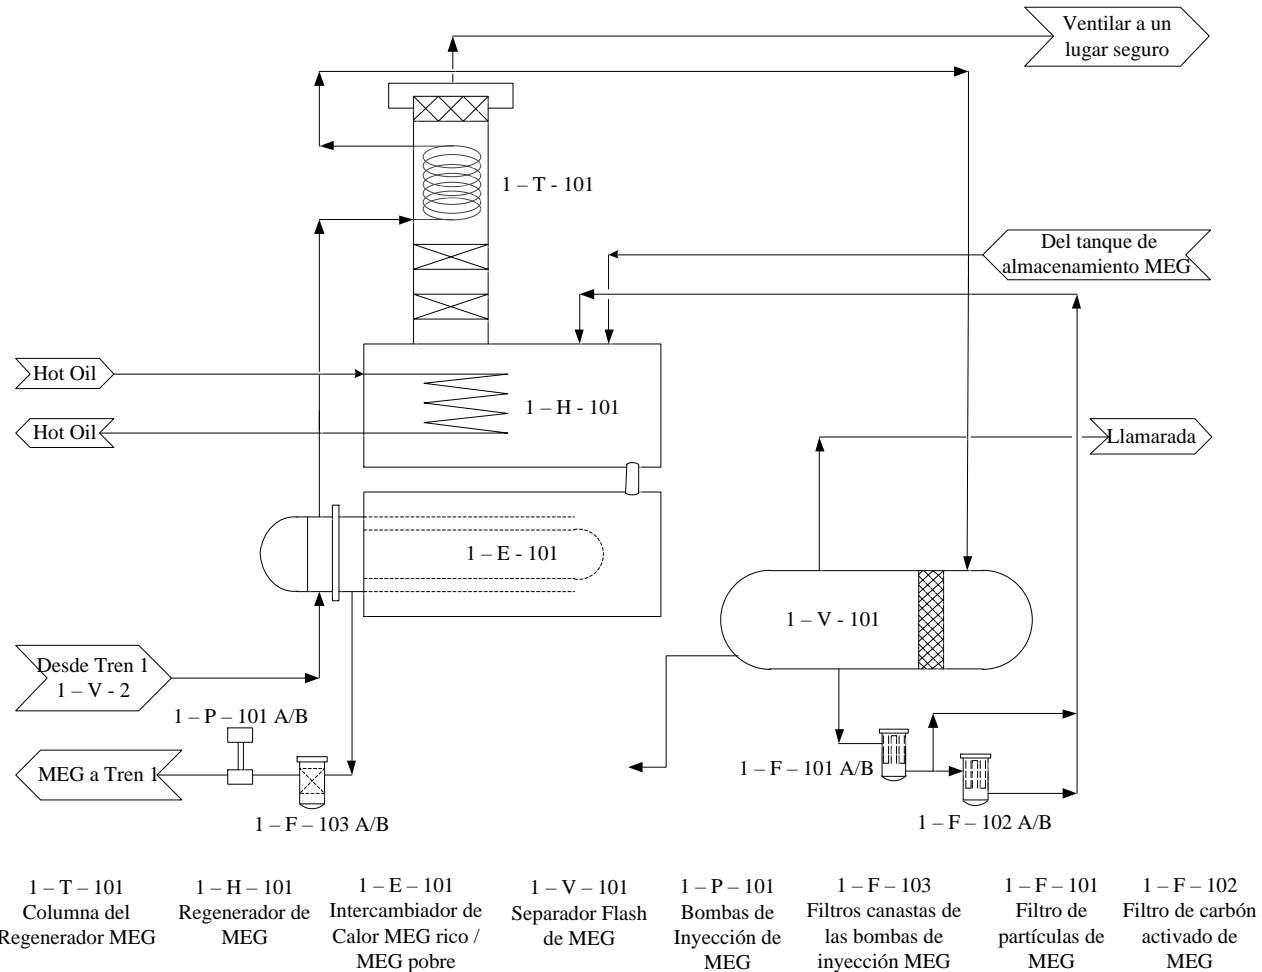 Ventilar a un
lugar seguro
1 – T - 101
Del tanque de
almacenamiento MEG
Hot Oil
1 – H - 101
Hot Oil
Llamarada
1 – E - 101
1 – V - 101
Desde Tren 1
1 – V - 2
1 – P – 101 A/B
MEG a Tren 1
1 – F – 101 A/B
1 – F – 103 A/B
1 – F – 102 A/B
1 – T – 101
Columna del
Regenerador MEG
1 – H – 101
Regenerador de
MEG
1 – E – 101
Intercambiador de
Calor MEG rico /
MEG pobre
1 – V – 101
Separador Flash
de MEG
1 – P – 101
Bombas de
Inyección de
MEG
1 – F – 103
Filtros canastas de
las bombas de
inyección MEG
1 – F – 101
Filtro de
partículas de
MEG
1 – F – 102
Filtro de carbón
activado de
MEG